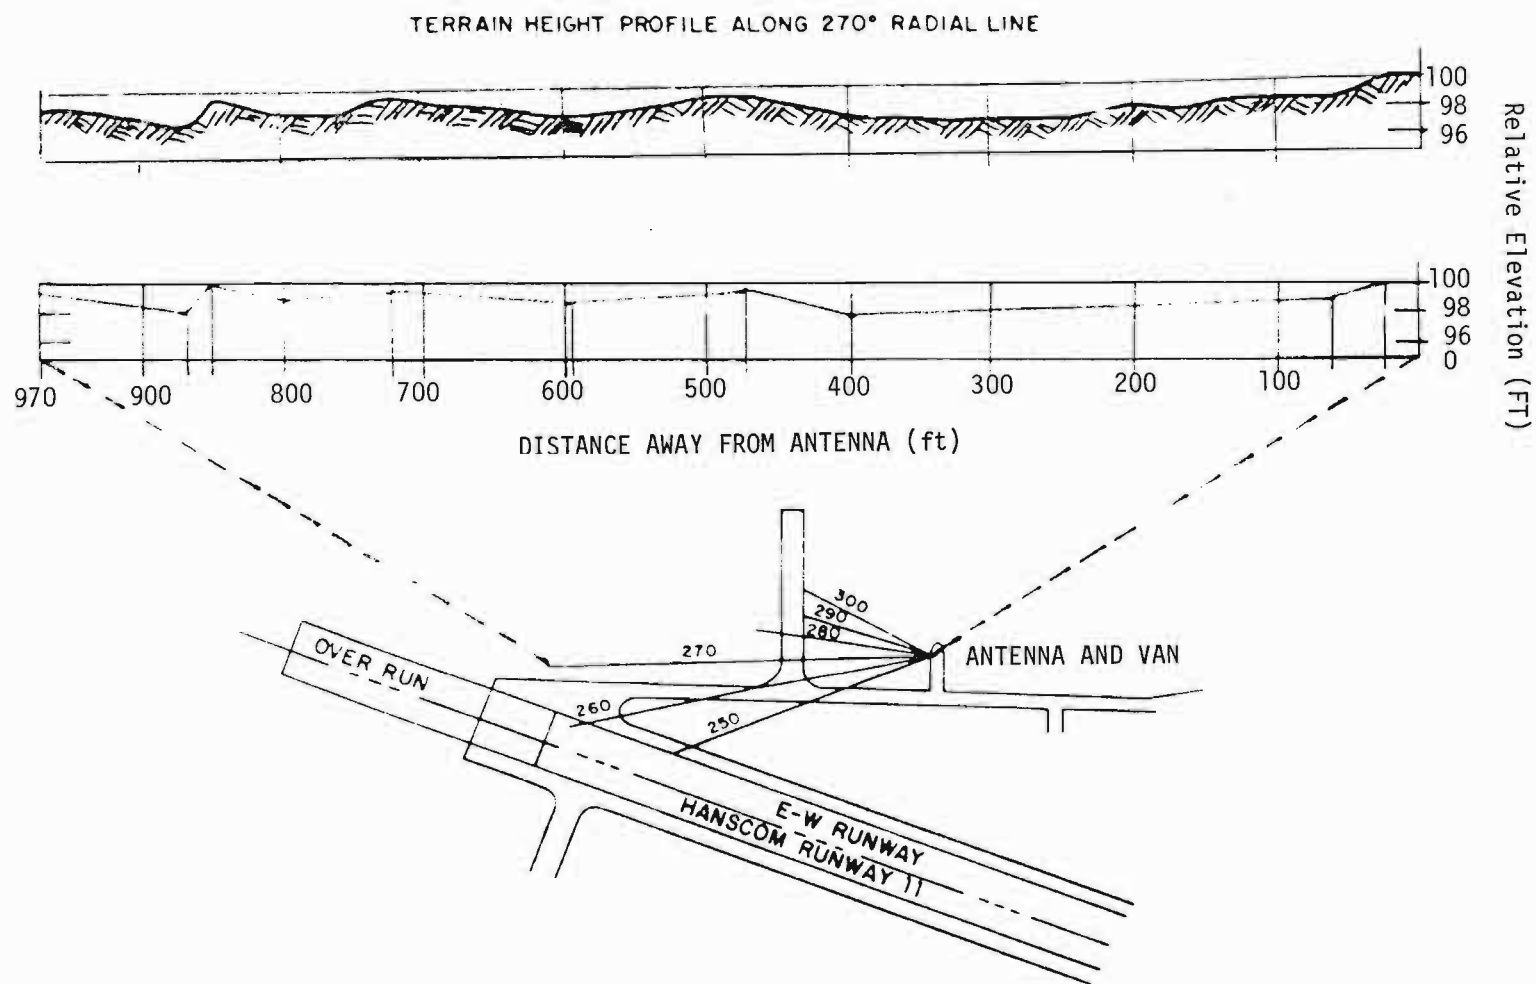 TERRAIN HEIGHT PROFILE ALONG 270° RADIAL LINE
100
98
96
Relative Elevation (FT)
100
98
96
0
970 900 800 700 600 500 400 300 200 100
DISTANCE AWAY FROM ANTENNA (ft)
300
290
280
270
ANTENNA AND VAN
OVER RUN
260
250
E-W RUNWAY
HANSCOM RUNWAY 11